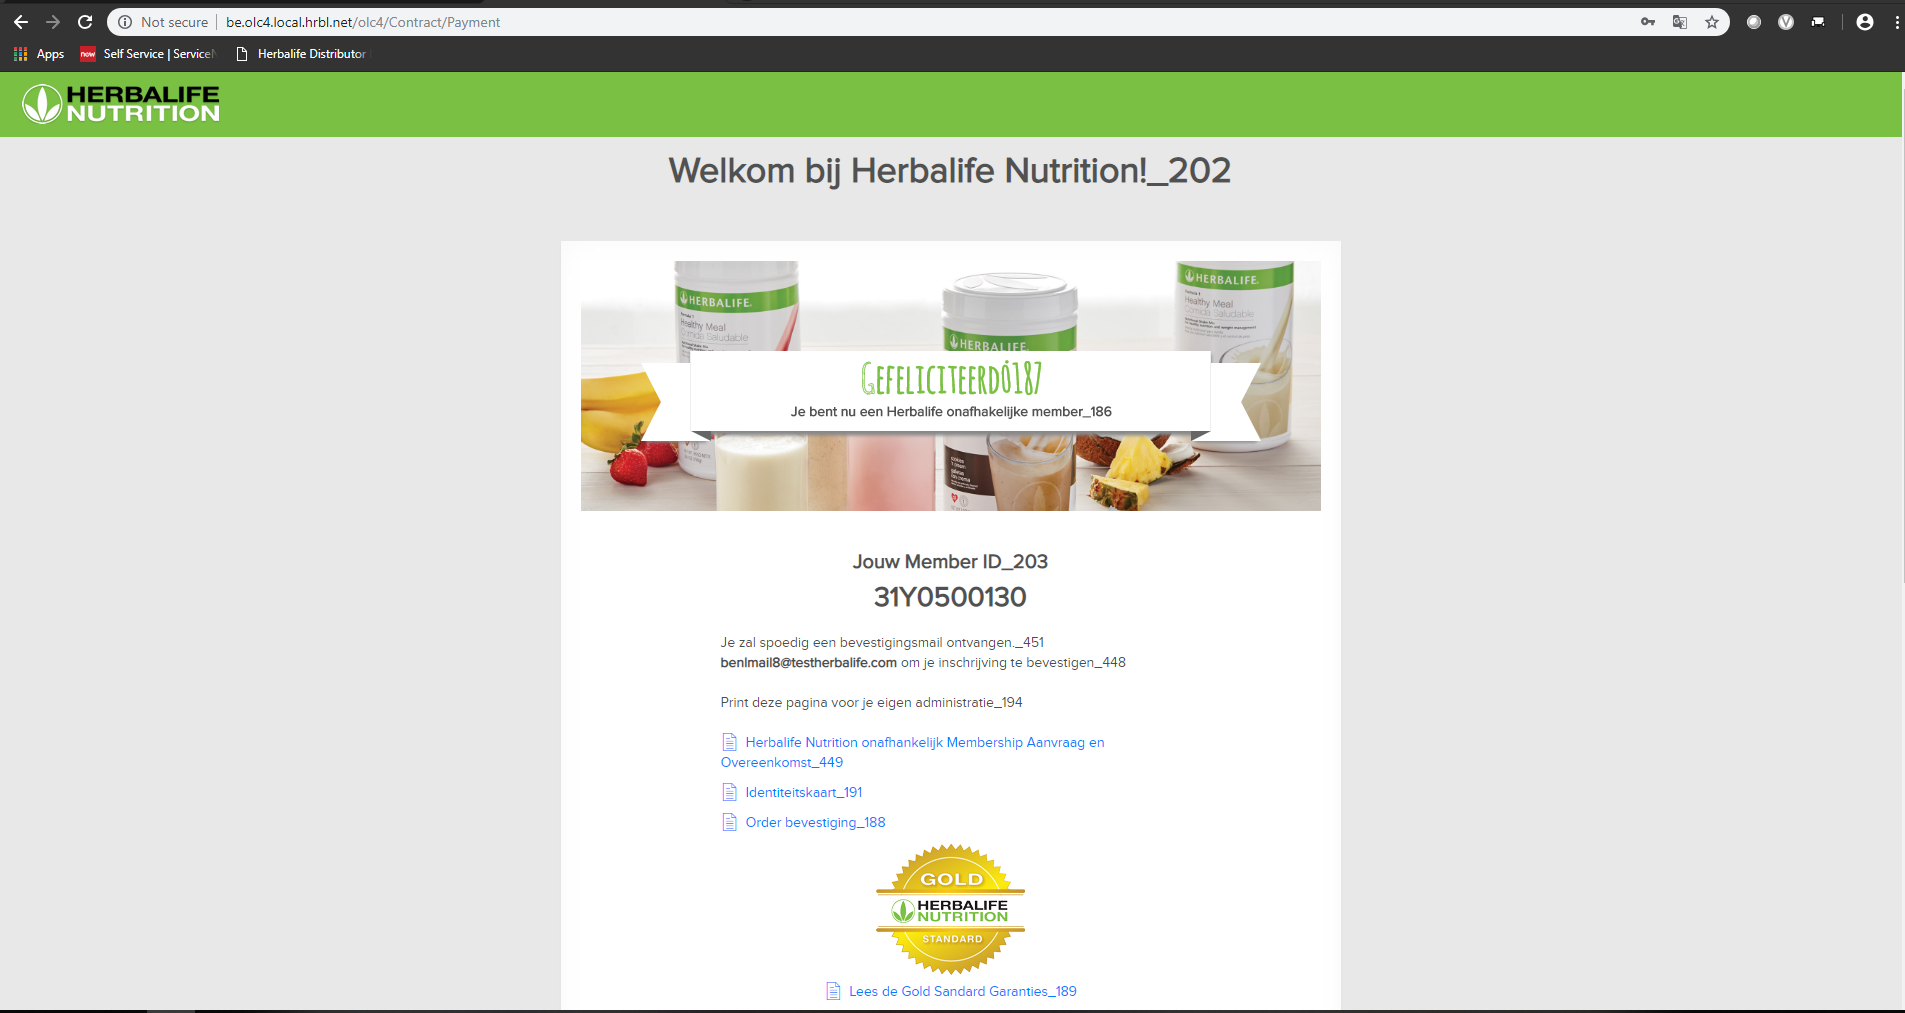 Not secure | be.olc4.local.hrbl.net/olc4/Contract/Payment
Apps
now
Self Service | Service
Herbalife Distributor
HERBALIFE
NUTRITION
Welkom bij Herbalife Nutrition!_202
HERBALIFE
Healthy Meal
Comida Saludable
HERBALIFE
HERBALIFE
Healthy Meal
Comida Saludable
Gefeliciteerd
187
Je bent nu een Herbalife onafhakelijke member_186
Jouw Member ID_203
31Y0500130
Je zal spoedig een bevestigingsmail ontvangen._451
benlmail8@testherbalife.com om je inschrijving te bevestigen_448
Print deze pagina voor je eigen administratie_194
Herbalife Nutrition onafhankelijk Membership Aanvraag en
Overeenkomst_449
Identiteitskaart_191
Order bevestiging_188
GOLD
HERBALIFE
NUTRITION
STANDARD
Lees de Gold Sandard Garanties_189